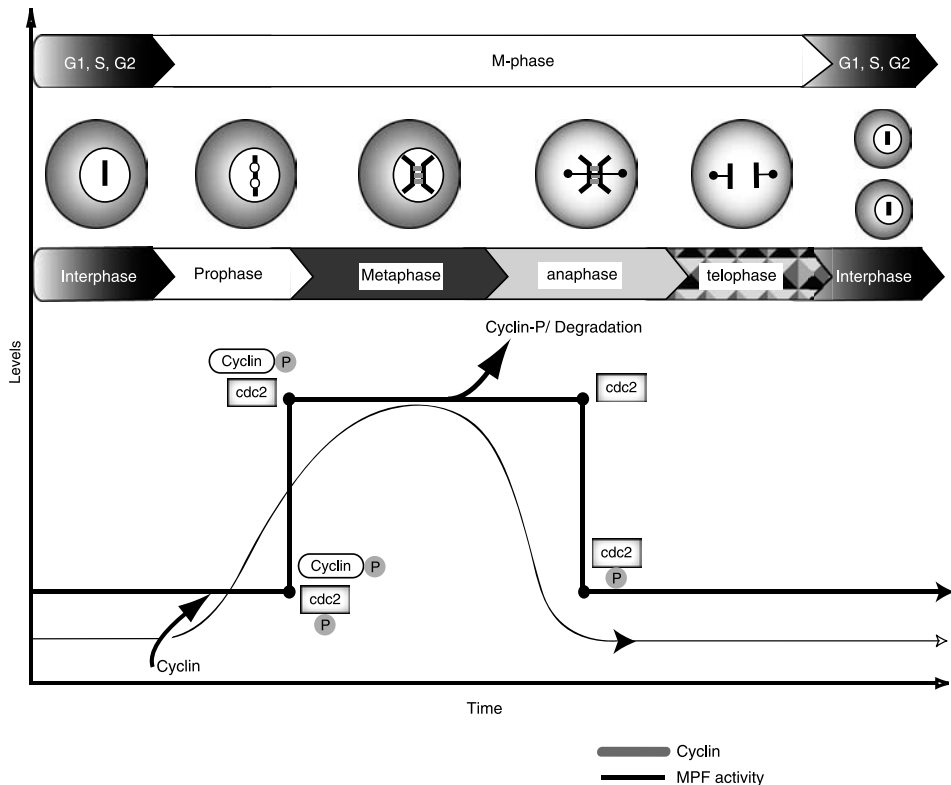 G1, S, G2
M-phase
G1, S, G2
Interphase
Prophase
Metaphase
anaphase
telophase
Interphase
Levels
Cyclin-P/ Degradation
Cyclin
P
cdc2
cdc2
Cyclin
P
cdc2
P
cdc2
P
Cyclin
Time
Cyclin
MPF activity